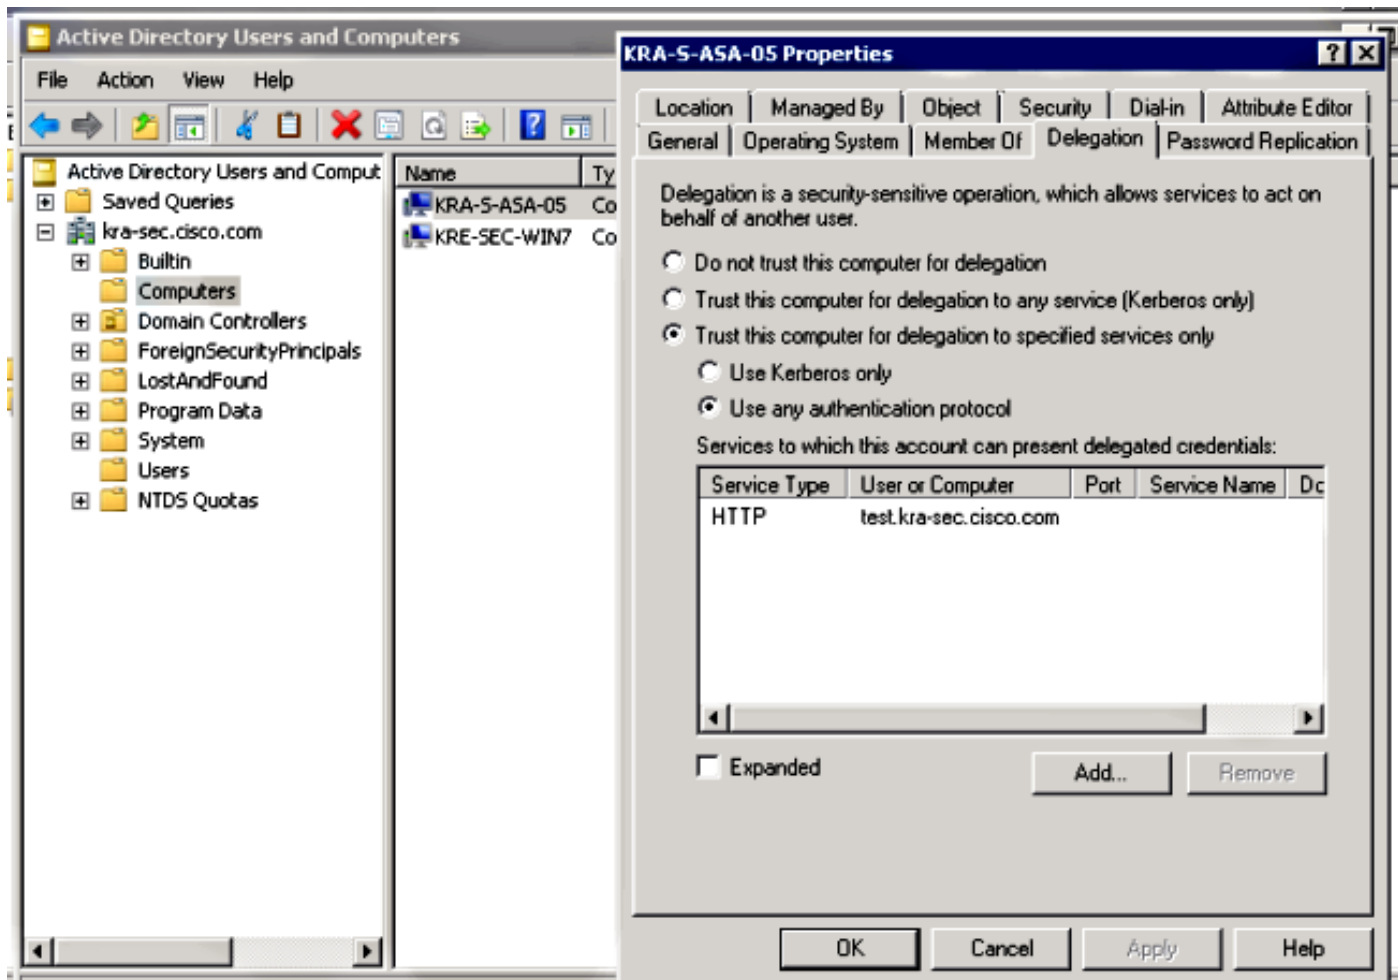 Active Directory Users and Computers
File Action View Help
Active Directory Users and Comput
Saved Queries
kra-sec.cisco.com
Builtin
Computers
Domain Controllers
ForeignSecurityPrincipals
LostAndFound
Program Data
System
Users
NTDS Quotas
Name Ty
KRA-S-ASA-05 Co
KRE-SEC-WIN7 Co
KRA-S-ASA-05 Properties
Location Managed By Object Security Dial-in Attribute Editor
General Operating System Member Of Delegation Password Replication
Delegation is a security-sensitive operation, which allows services to act on
behalf of another user.
Do not trust this computer for delegation
Trust this computer for delegation to any service (Kerberos only)
Trust this computer for delegation to specified services only
Use Kerberos only
Use any authentication protocol
Services to which this account can present delegated credentials:
Service Type User or Computer Port Service Name Dc
HTTP test.kra-sec.cisco.com
Expanded Add... Remove
OK Cancel Apply Help